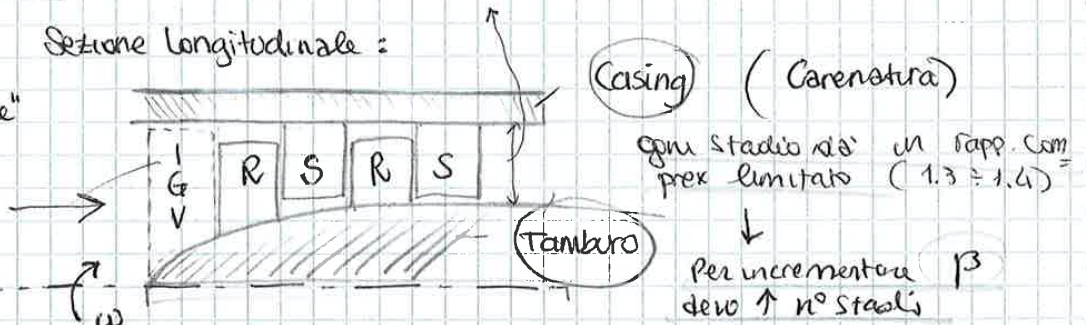 Sezione Longitudinale :
e"
Casing ( Carenatura )
ogni stadio dà un rapp. Com=
prex limitato ( 1.3 ÷ 1.4 )
I
G
V
R S R S
Tamburo
Per incrementare β
devo ↑ n° stadi
ω